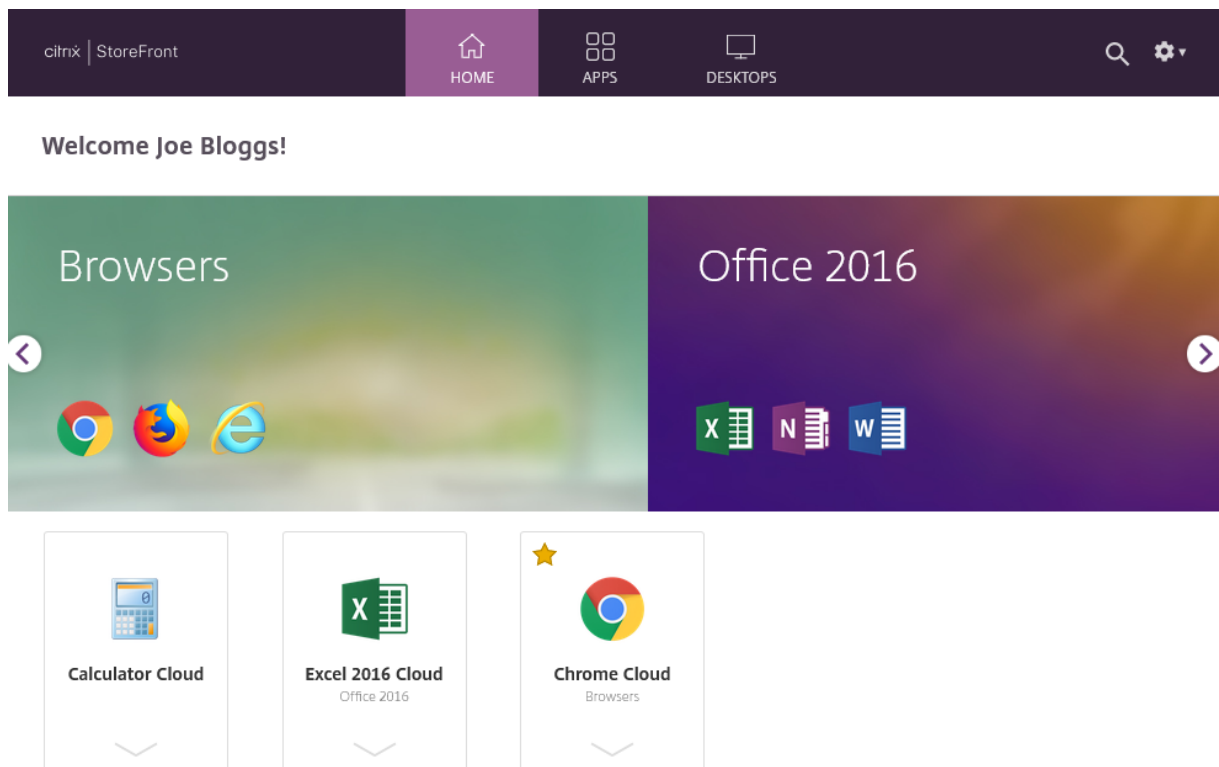 citrix | StoreFront
HOME
APPS
DESKTOPS
Welcome Joe Bloggs!
Browsers
Office 2016
X N W
0
X
Calculator Cloud
Excel 2016 Cloud
Chrome Cloud
Office 2016
Browsers